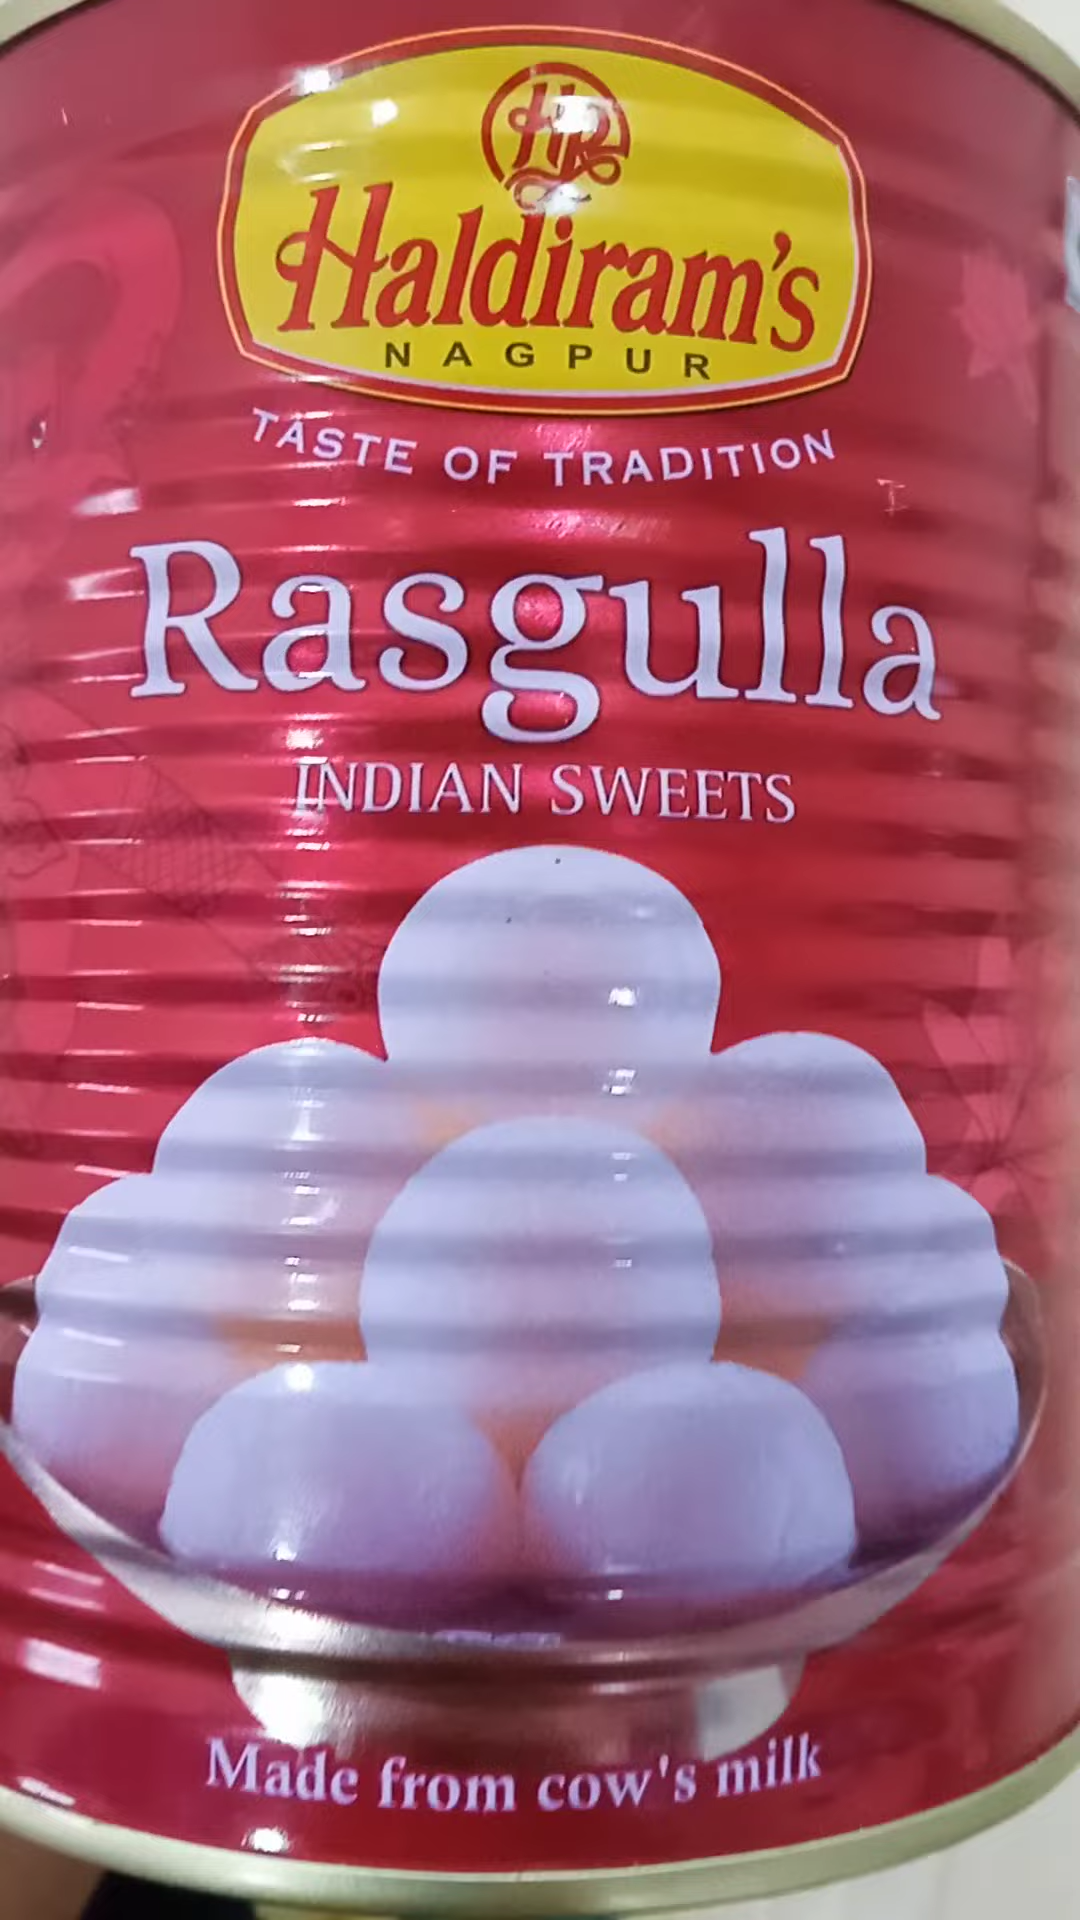 HR
Haldiram's
NAGPUR
TASTE OF TRADITION
Rasgulla
INDIAN SWEETS
Made from cow's milk